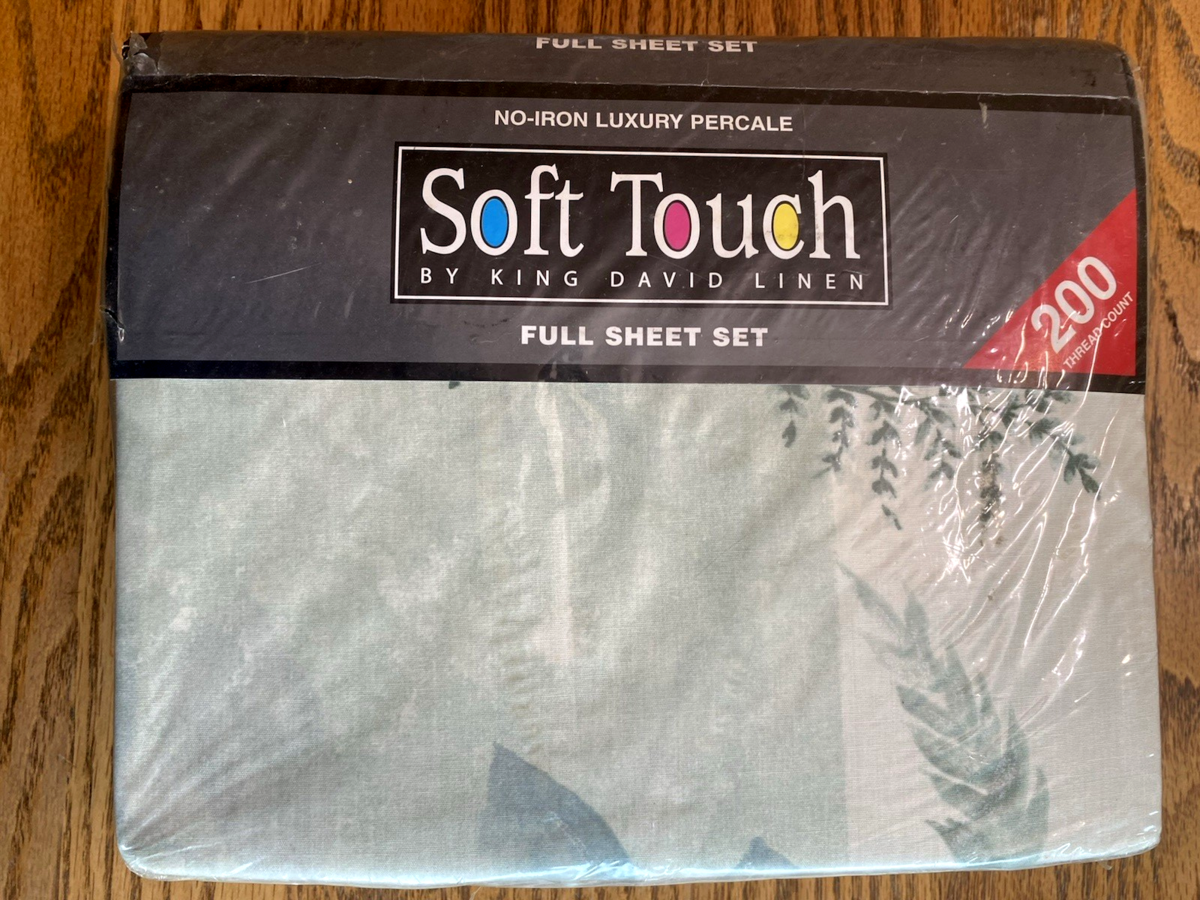 FULL SHEET SET
NO-IRON LUXURY PERCALE
Soft Touch
BY KING DAVID LINEN
FULL SHEET SET
200
THREAD COUNT